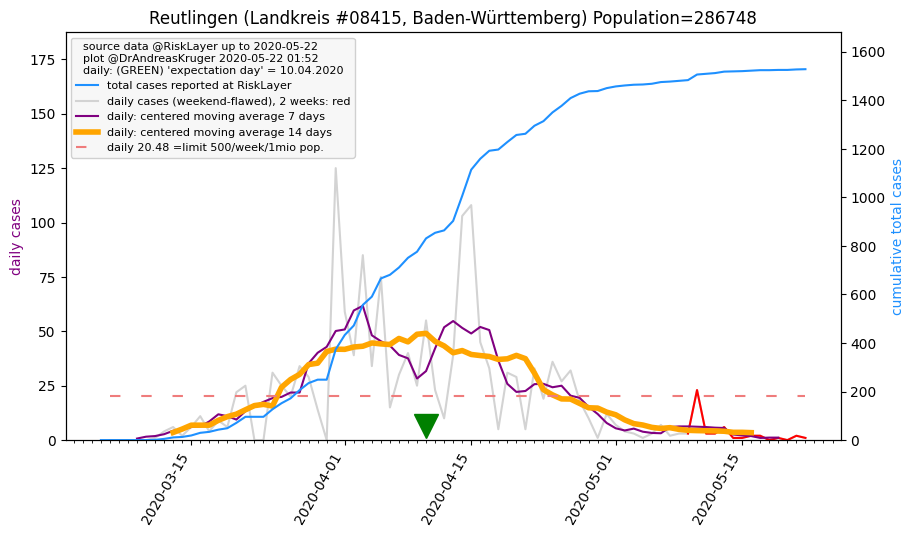 Reutlingen (Landkreis #08415, Baden-Württemberg) Population=286748
source data @RiskLayer up to 2020-05-22
plot @DrAndreasKruger 2020-05-22 01:52
daily: (GREEN) 'expectation day' = 10.04.2020
total cases reported at RiskLayer
daily cases (weekend-flawed), 2 weeks: red
daily: centered moving average 7 days
daily: centered moving average 14 days
daily 20.48 =limit 500/week/1mio pop.
daily cases
175
150
125
100
75
50
25
0
1600
1400
1200
1000
800
600
400
200
0
cumulative total cases
2020-03-15
2020-04-01
2020-04-15
2020-05-01
2020-05-15